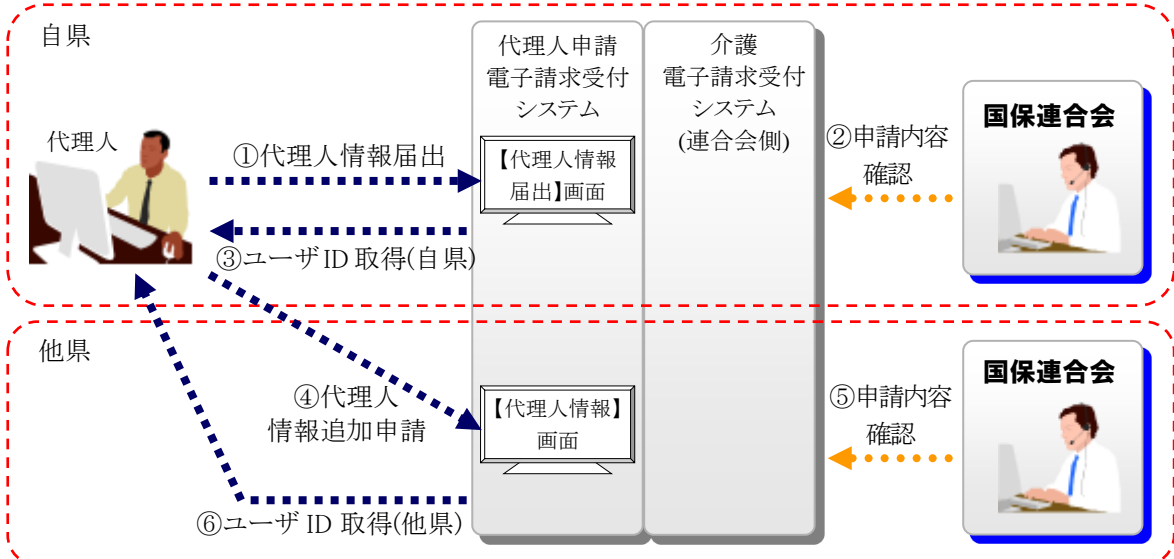 自県
代理人
①代理人情報届出
③ユーザ ID 取得(自県)
代理人申請
電子請求受付
システム
【代理人情報
届出】画面
介護
電子請求受付
システム
(連合会側)
②申請内容
確認
国保連合会
他県
④代理人
情報追加申請
⑥ユーザ ID 取得(他県)
【代理人情報】
画面
⑤申請内容
確認
国保連合会